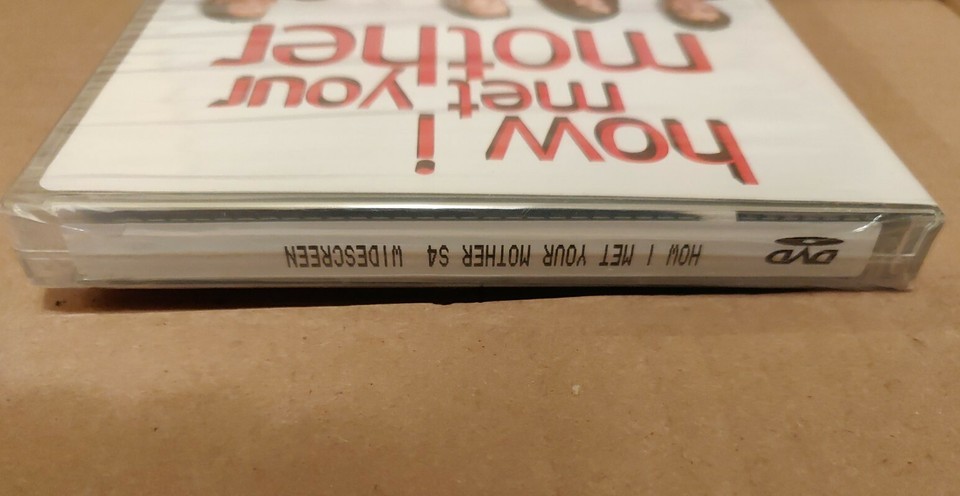 how i
met your
mother
DVD HOW I MET YOUR MOTHER S4 WIDESCREEN